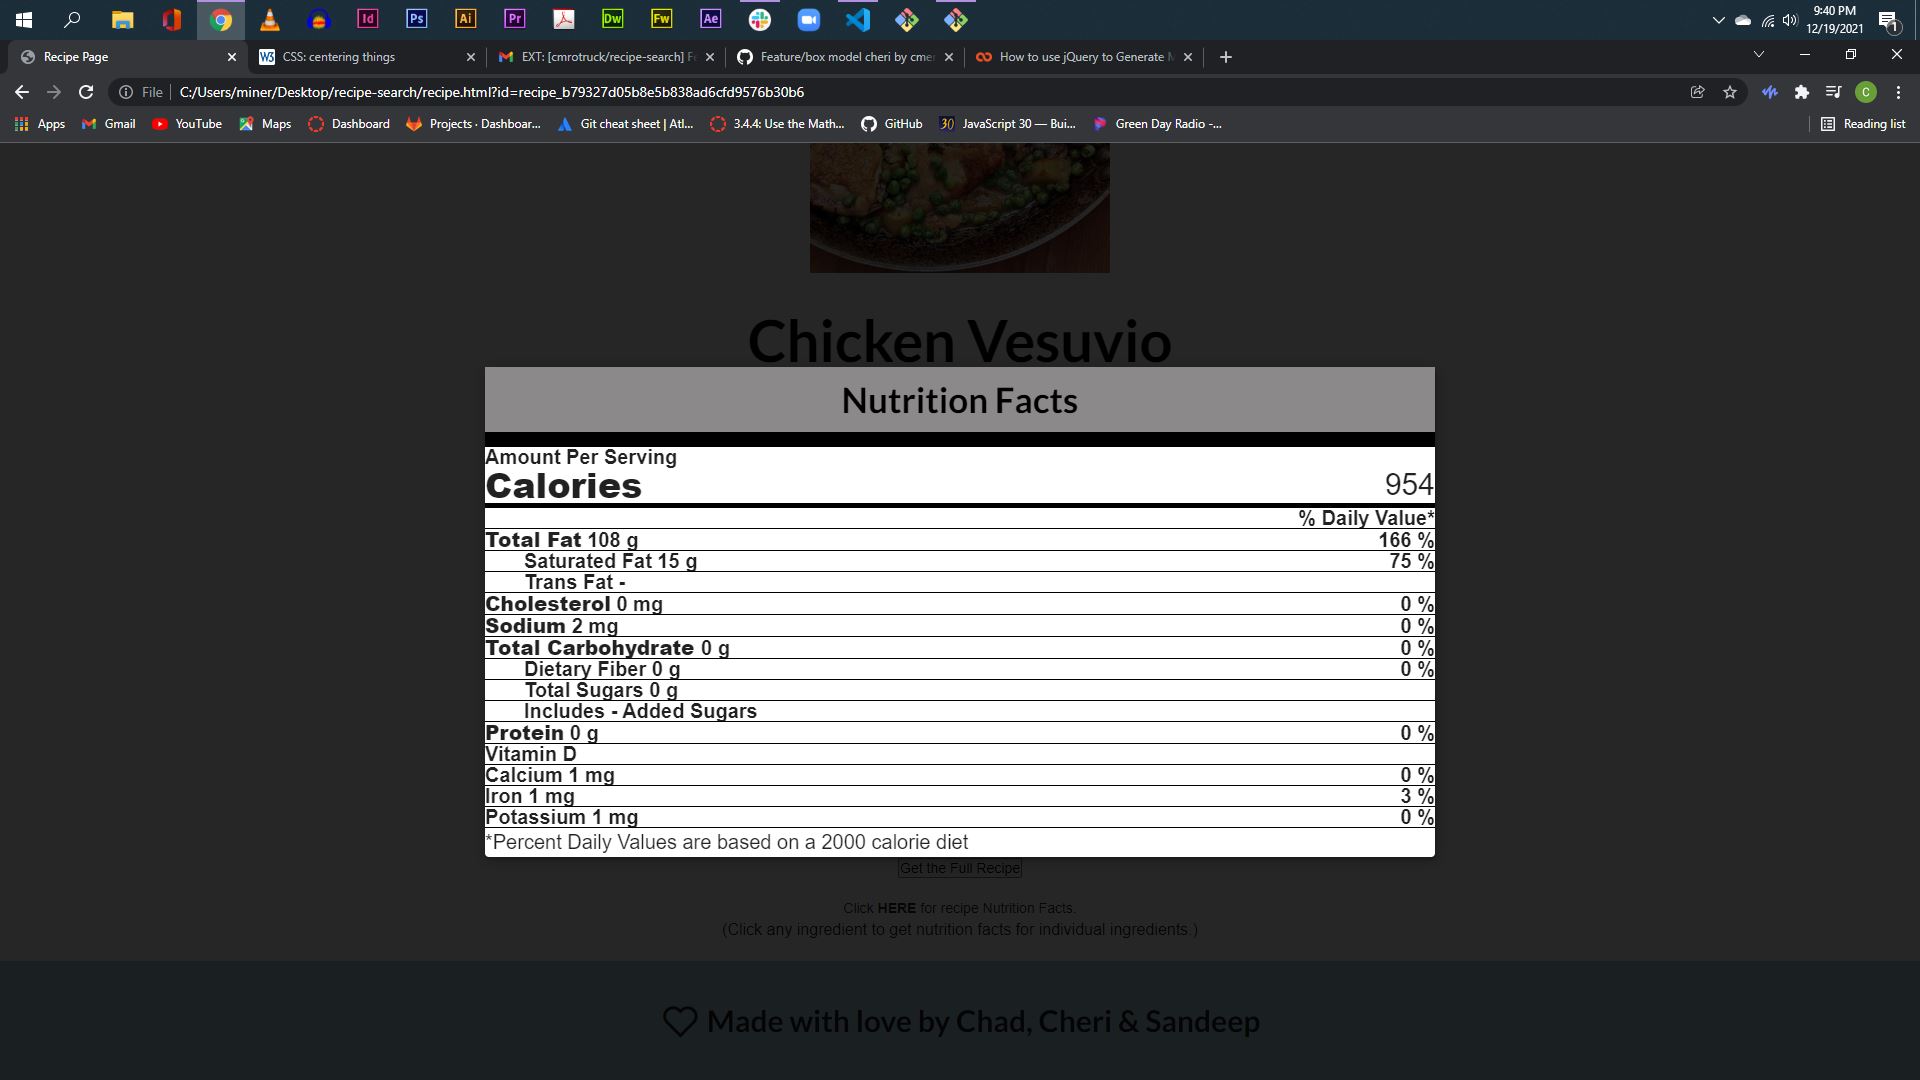 Id
Ps
Ai
Pr
Dw
Fw
Ae
9:40 PM
12/19/2021
1
Recipe Page
W3 CSS: centering things
EXT: [cmrotruck/recipe-search] Fe
Feature/box model cheri by cmer
How to use jQuery to Generate M
File C:/Users/miner/Desktop/recipe-search/recipe.html?id=recipe_b79327d05b8e5b838ad6cfd9576b30b6
C
Apps Gmail YouTube Maps Dashboard Projects · Dashboar... Git cheat sheet | Atl... 3.4.4: Use the Math... GitHub 30 JavaScript 30 — Bui... Green Day Radio -... Reading list
Chicken Vesuvio
Nutrition Facts
Amount Per Serving
Calories 954
% Daily Value*
Total Fat 108 g 166 %
Saturated Fat 15 g 75 %
Trans Fat -
Cholesterol 0 mg 0 %
Sodium 2 mg 0 %
Total Carbohydrate 0 g 0 %
Dietary Fiber 0 g 0 %
Total Sugars 0 g
Includes - Added Sugars
Protein 0 g 0 %
Vitamin D
Calcium 1 mg 0 %
Iron 1 mg 3 %
Potassium 1 mg 0 %
*Percent Daily Values are based on a 2000 calorie diet
Get the Full Recipe
Click HERE for recipe Nutrition Facts.
(Click any ingredient to get nutrition facts for individual ingredients.)
Made with love by Chad, Cheri & Sandeep